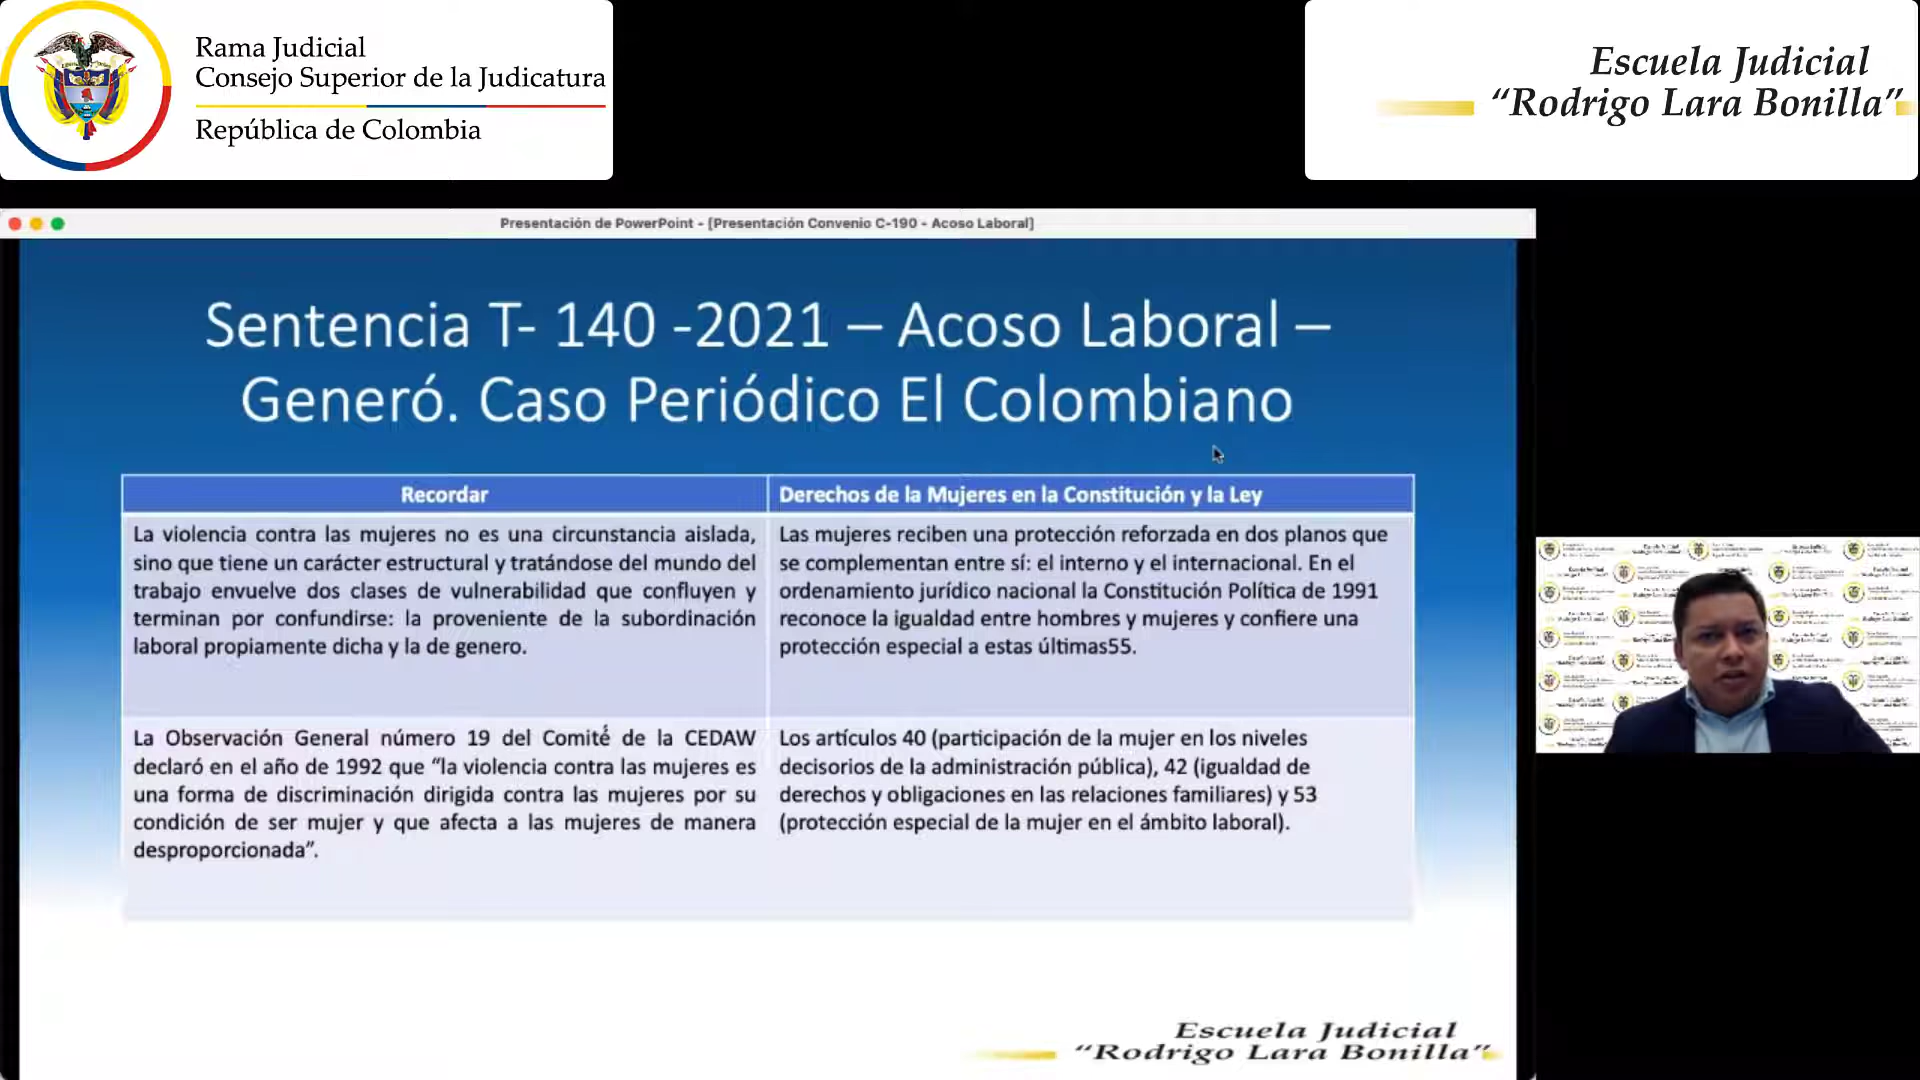 Rama Judicial
Consejo Superior de la Judicatura
República de Colombia
Escuela Judicial
“Rodrigo Lara Bonilla”
Presentación de PowerPoint - [Presentación Convenio C-190 - Acoso Laboral]
Sentencia T- 140 -2021 – Acoso Laboral –
Generó. Caso Periódico El Colombiano
Recordar
La violencia contra las mujeres no es una circunstancia aislada,
sino que tiene un carácter estructural y tratándose del mundo del
trabajo envuelve dos clases de vulnerabilidad que confluyen y
terminan por confundirse: la proveniente de la subordinación
laboral propiamente dicha y la de genero.
Derechos de la Mujeres en la Constitución y la Ley
Las mujeres reciben una protección reforzada en dos planos que
se complementan entre sí: el interno y el internacional. En el
ordenamiento jurídico nacional la Constitución Política de 1991
reconoce la igualdad entre hombres y mujeres y confiere una
protección especial a estas últimas55.
La Observación General número 19 del Comité de la CEDAW
declaró en el año de 1992 que “la violencia contra las mujeres es
una forma de discriminación dirigida contra las mujeres por su
condición de ser mujer y que afecta a las mujeres de manera
desproporcionada”.
Los artículos 40 (participación de la mujer en los niveles
decisorios de la administración pública), 42 (igualdad de
derechos y obligaciones en las relaciones familiares) y 53
(protección especial de la mujer en el ámbito laboral).
Escuela Judicial
“Rodrigo Lara Bonilla”